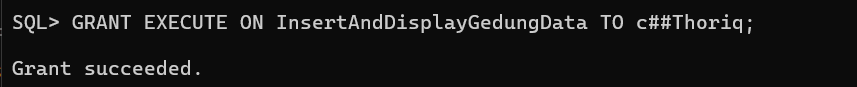 SQL> GRANT EXECUTE ON InsertAndDisplayGedungData TO c##Thoriq;
Grant succeeded.